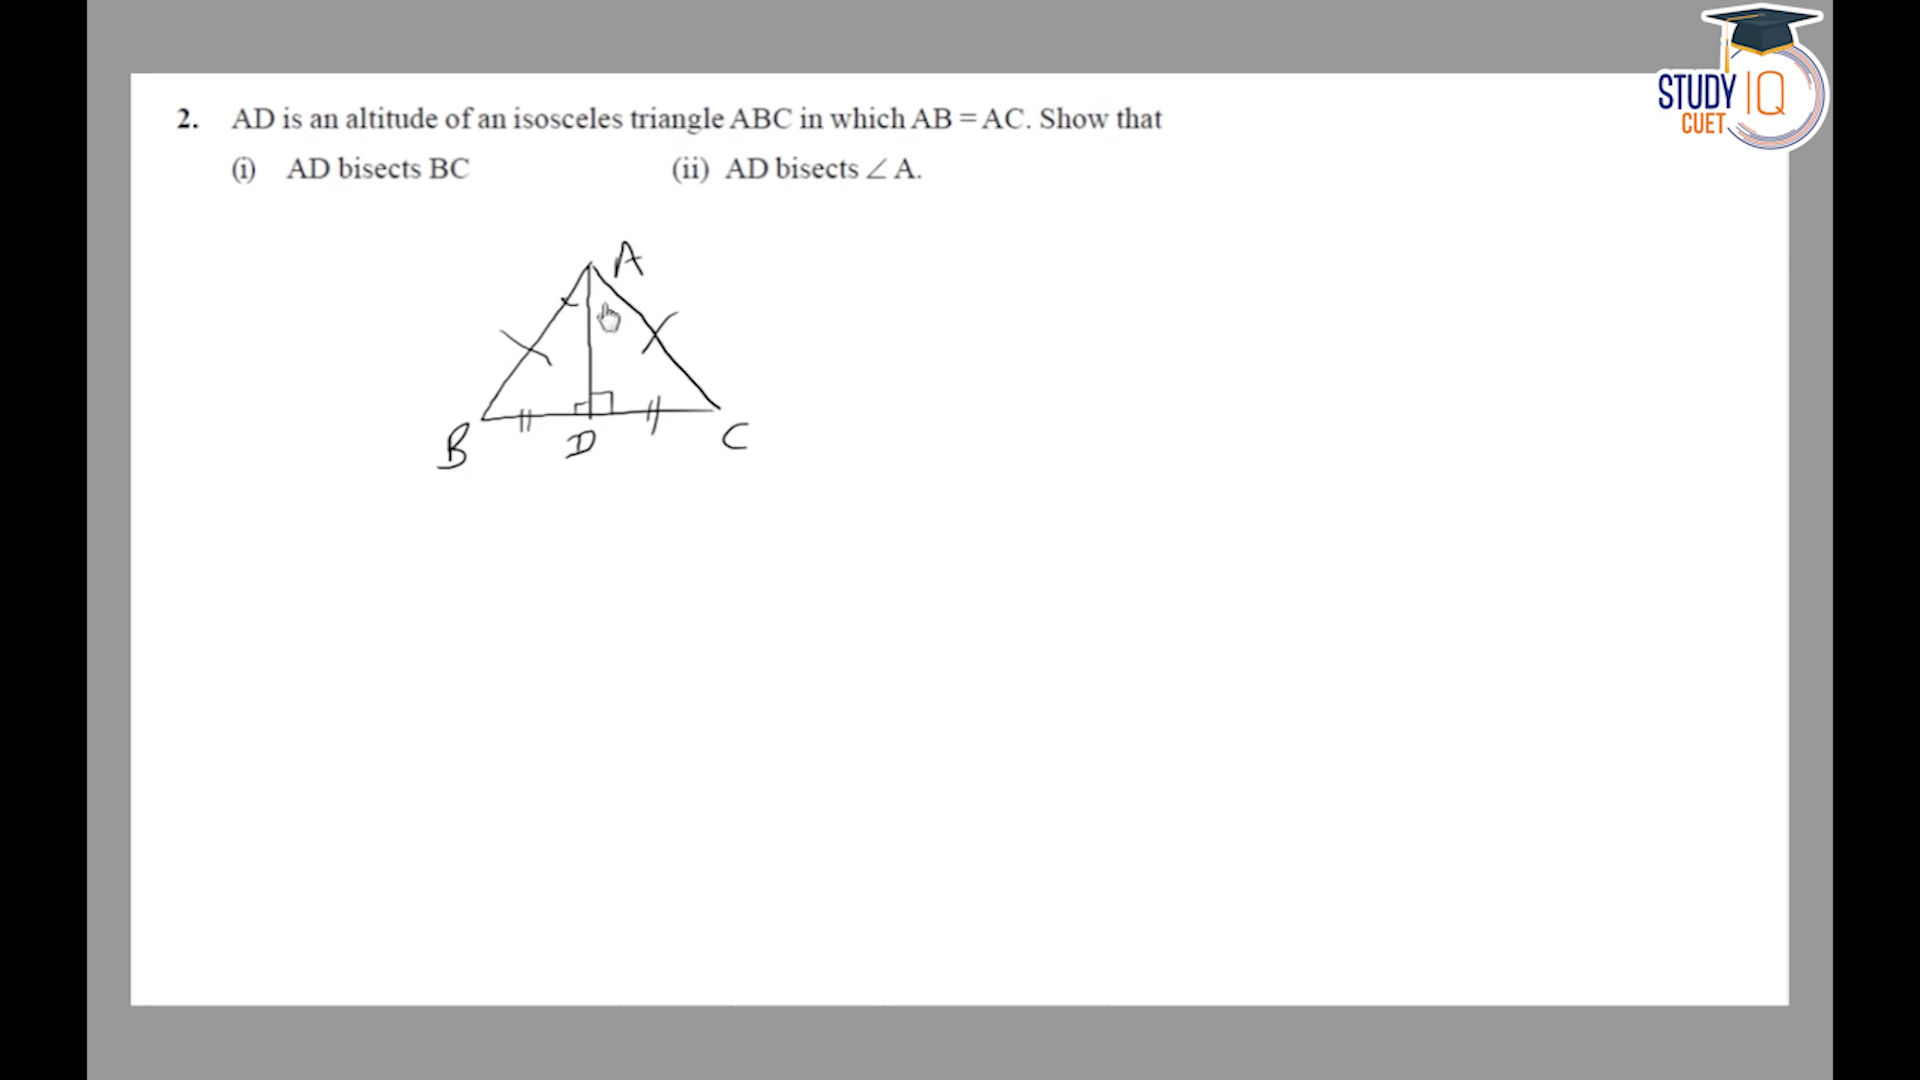 STUDY IQ
CUET
2. AD is an altitude of an isosceles triangle ABC in which AB = AC. Show that
(i) AD bisects BC (ii) AD bisects ∠ A.
A
B D C